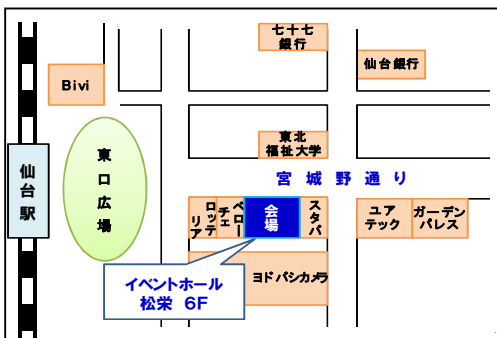 七十七
銀行
仙台銀行
Bivi
東北
福祉大学
仙台駅
東口広場
宮城野通り
ロッテ
リア
ベロー
チェ
会場
スタバ
ユア
テック
ガーデン
パレス
ヨドバシカメラ
イベントホール
松栄 6F